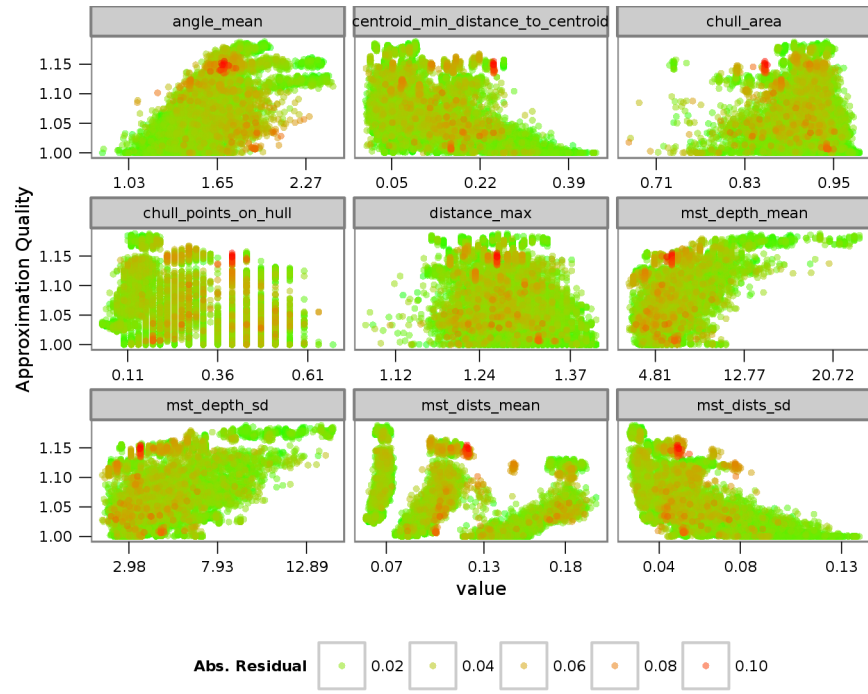 angle_mean
centroid_min_distance_to_centroid
chull_area
1.15
1.10
1.05
1.00
1.03 1.65 2.27
0.05 0.22 0.39
0.71 0.83 0.95
chull_points_on_hull
distance_max
mst_depth_mean
1.15
1.10
1.05
1.00
0.11 0.36 0.61
1.12 1.24 1.37
4.81 12.77 20.72
mst_depth_sd
mst_dists_mean
mst_dists_sd
1.15
1.10
1.05
1.00
2.98 7.93 12.89
0.07 0.13 0.18
0.04 0.08 0.13
Approximation Quality
value
Abs. Residual 0.02 0.04 0.06 0.08 0.10